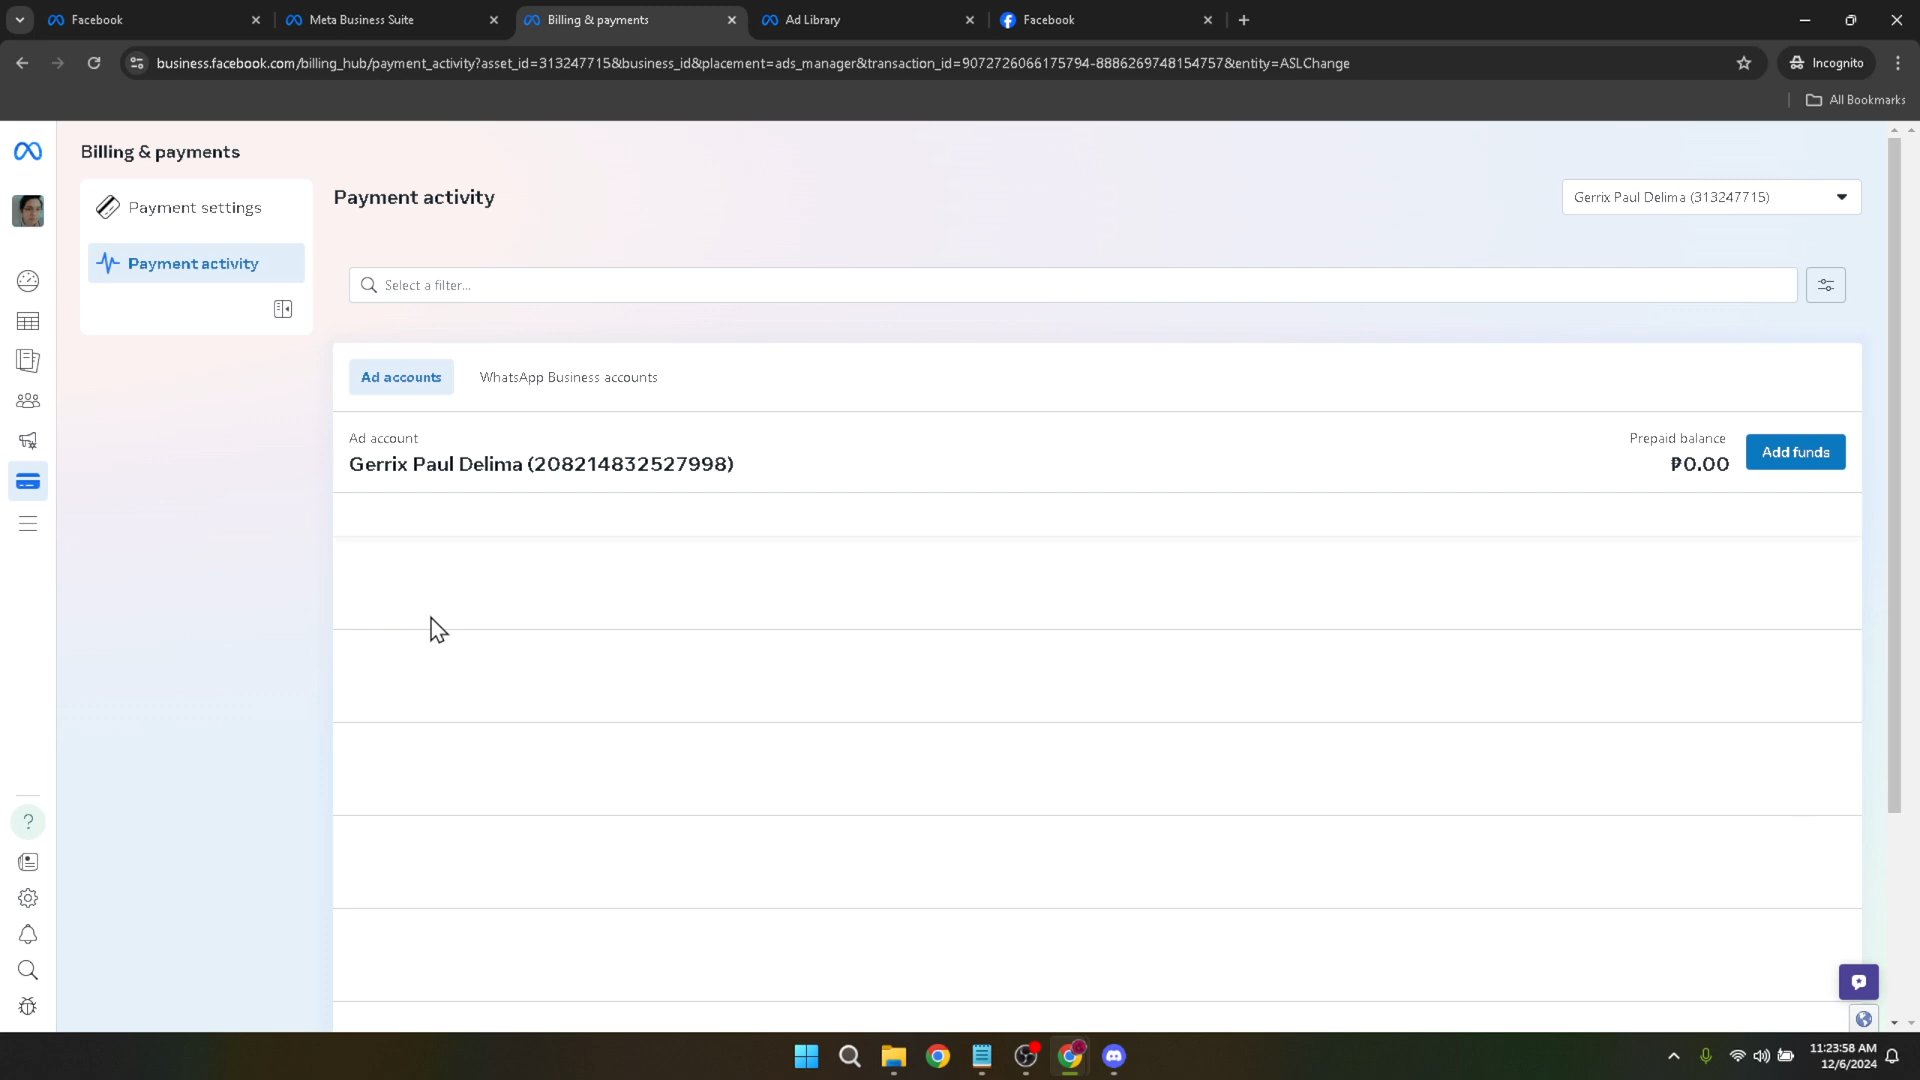 Facebook
Meta Business Suite
Billing & payments
Ad Library
Facebook
business.facebook.com/billing_hub/payment_activity?asset_id=313247715&business_id&placement=ads_manager&transaction_id=9072726066175794-8886269748154757&entity=ASLChange
Incognito
All Bookmarks
Billing & payments
Payment settings
Payment activity
Payment activity
Gerrix Paul Delima (313247715)
Select a filter...
Ad accounts
WhatsApp Business accounts
Ad account
Gerrix Paul Delima (208214832527998)
Prepaid balance
₱0.00
Add funds
11:23:58 AM
12/6/2024